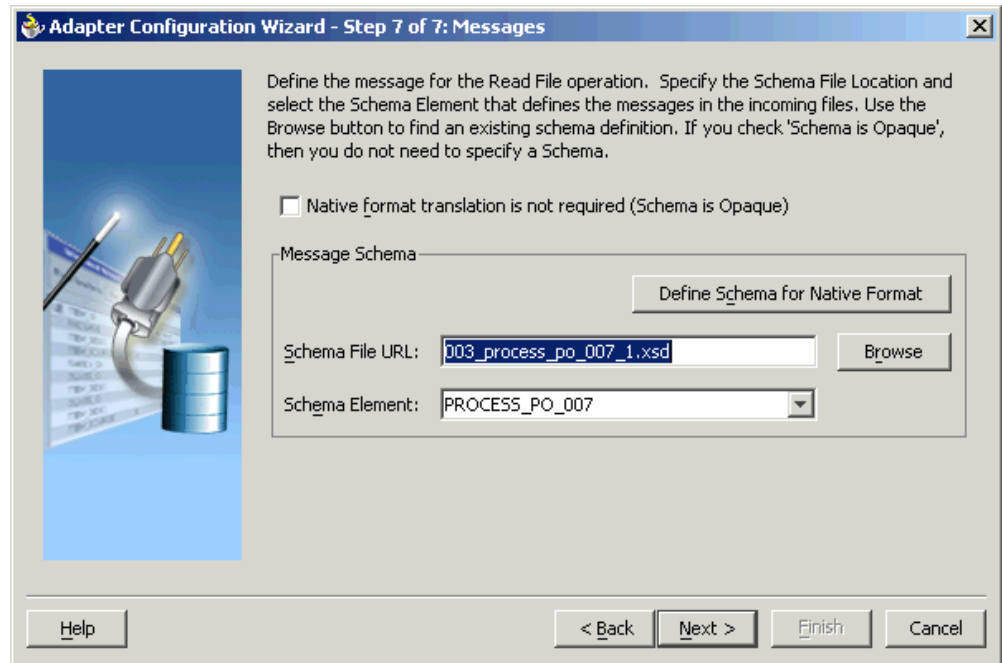 Adapter Configuration Wizard - Step 7 of 7: Messages
Define the message for the Read File operation. Specify the Schema File Location and
select the Schema Element that defines the messages in the incoming files. Use the
Browse button to find an existing schema definition. If you check 'Schema is Opaque',
then you do not need to specify a Schema.
Native format translation is not required (Schema is Opaque)
Message Schema
Define Schema for Native Format
Schema File URL: 003_process_po_007_1.xsd Browse
Schema Element: PROCESS_PO_007
Help < Back Next > Finish Cancel